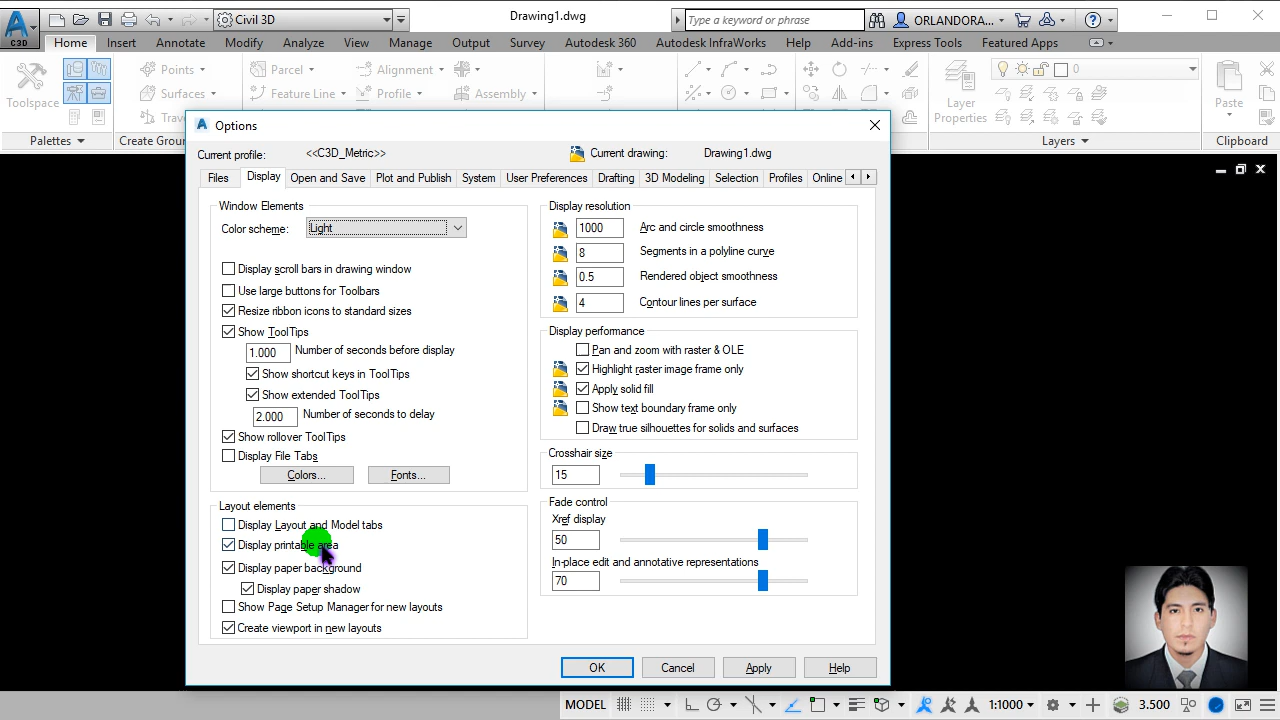 Civil 3D
Drawing1.dwg
Type a keyword or phrase
ORLANDORA...
C3D
Home
Insert
Annotate
Modify
Analyze
View
Manage
Output
Survey
Autodesk 360
Autodesk InfraWorks
Help
Add-ins
Express Tools
Featured Apps
Toolspace
Points
Surfaces
Parcel
Feature Line
Alignment
Profile
Assembly
Layer
Properties
0
Paste
Palettes
Create Groun
Layers
Clipboard
Options
Current profile:
<<C3D_Metric>>
Current drawing:
Drawing1.dwg
Files
Display
Open and Save
Plot and Publish
System
User Preferences
Drafting
3D Modeling
Selection
Profiles
Online
Window Elements
Color scheme:
Light
Display scroll bars in drawing window
Use large buttons for Toolbars
Resize ribbon icons to standard sizes
Show ToolTips
1.000
Number of seconds before display
Show shortcut keys in ToolTips
Show extended ToolTips
2.000
Number of seconds to delay
Show rollover ToolTips
Display File Tabs
Colors...
Fonts...
Layout elements
Display Layout and Model tabs
Display printable area
Display paper background
Display paper shadow
Show Page Setup Manager for new layouts
Create viewport in new layouts
Display resolution
1000
Arc and circle smoothness
8
Segments in a polyline curve
0.5
Rendered object smoothness
4
Contour lines per surface
Display performance
Pan and zoom with raster & OLE
Highlight raster image frame only
Apply solid fill
Show text boundary frame only
Draw true silhouettes for solids and surfaces
Crosshair size
15
Fade control
Xref display
50
In-place edit and annotative representations
70
OK
Cancel
Apply
Help
MODEL
1:1000
3.500